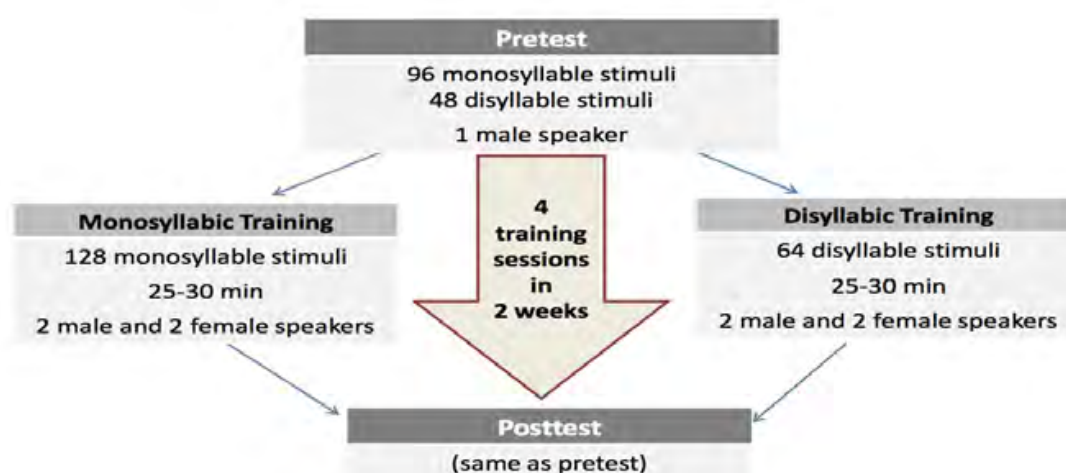 Pretest
96 monosyllable stimuli
48 disyllable stimuli
1 male speaker
Monosyllabic Training
128 monosyllable stimuli
25-30 min
2 male and 2 female speakers
4
training
sessions
in
2 weeks
Disyllabic Training
64 disyllable stimuli
25-30 min
2 male and 2 female speakers
Posttest
(same as pretest)